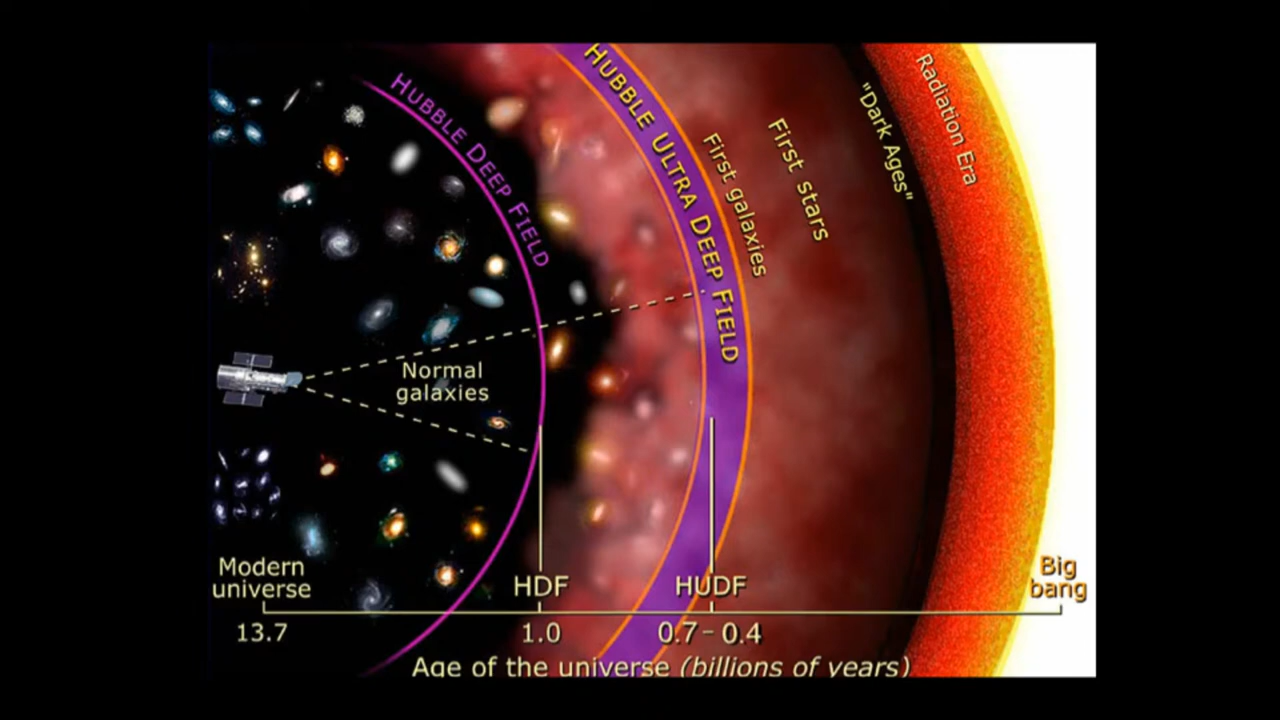 HUBBLE DEEP FIELD
HUBBLE ULTRA DEEP FIELD
First galaxies
First stars
"Dark Ages"
Radiation Era
Normal
galaxies
Modern
universe
HDF
HUDF
Big
bang
13.7
1.0
0.7 - 0.4
Age of the universe (billions of years)